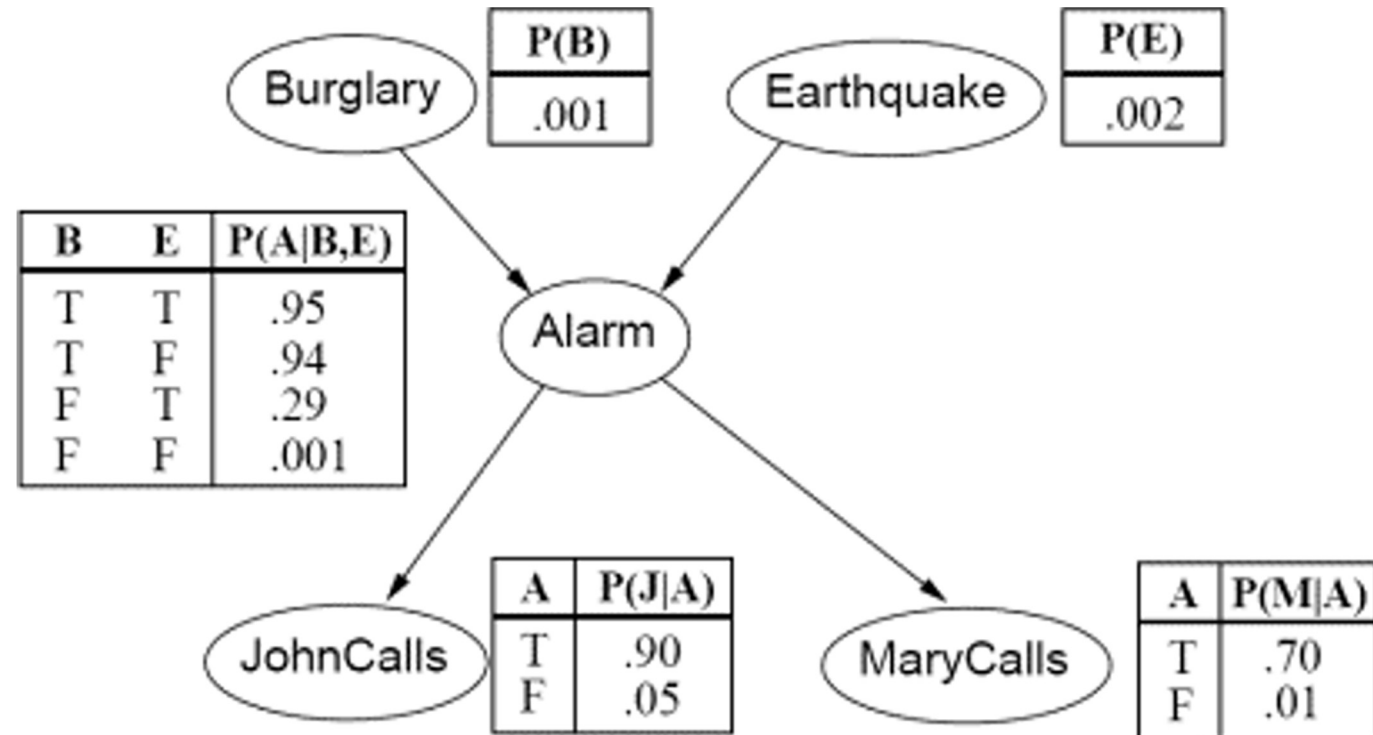 Burglary
P(B)
.001
Earthquake
P(E)
.002
B E P(A|B,E)
T T .95
T F .94
F T .29
F F .001
Alarm
JohnCalls
A P(J|A)
T .90
F .05
MaryCalls
A P(M|A)
T .70
F .01